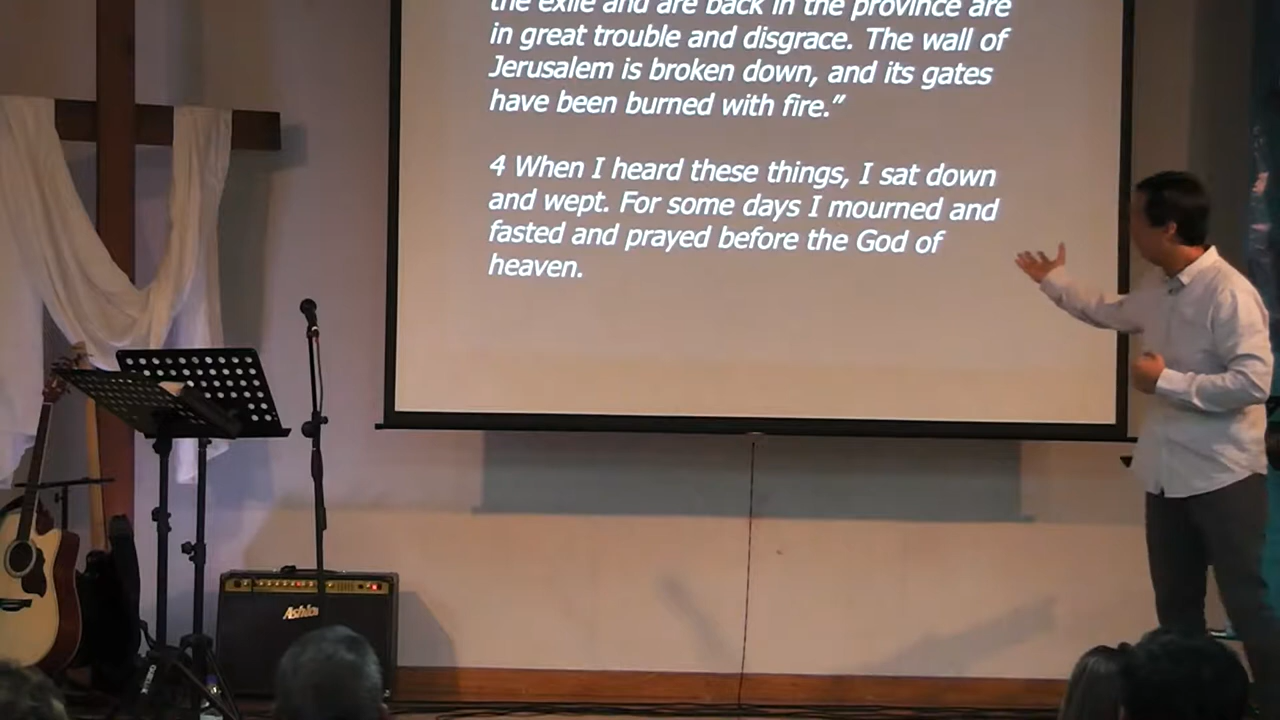 the exile and are back in the province are
in great trouble and disgrace. The wall of
Jerusalem is broken down, and its gates
have been burned with fire.”
4 When I heard these things, I sat down
and wept. For some days I mourned and
fasted and prayed before the God of
heaven.
Ashton